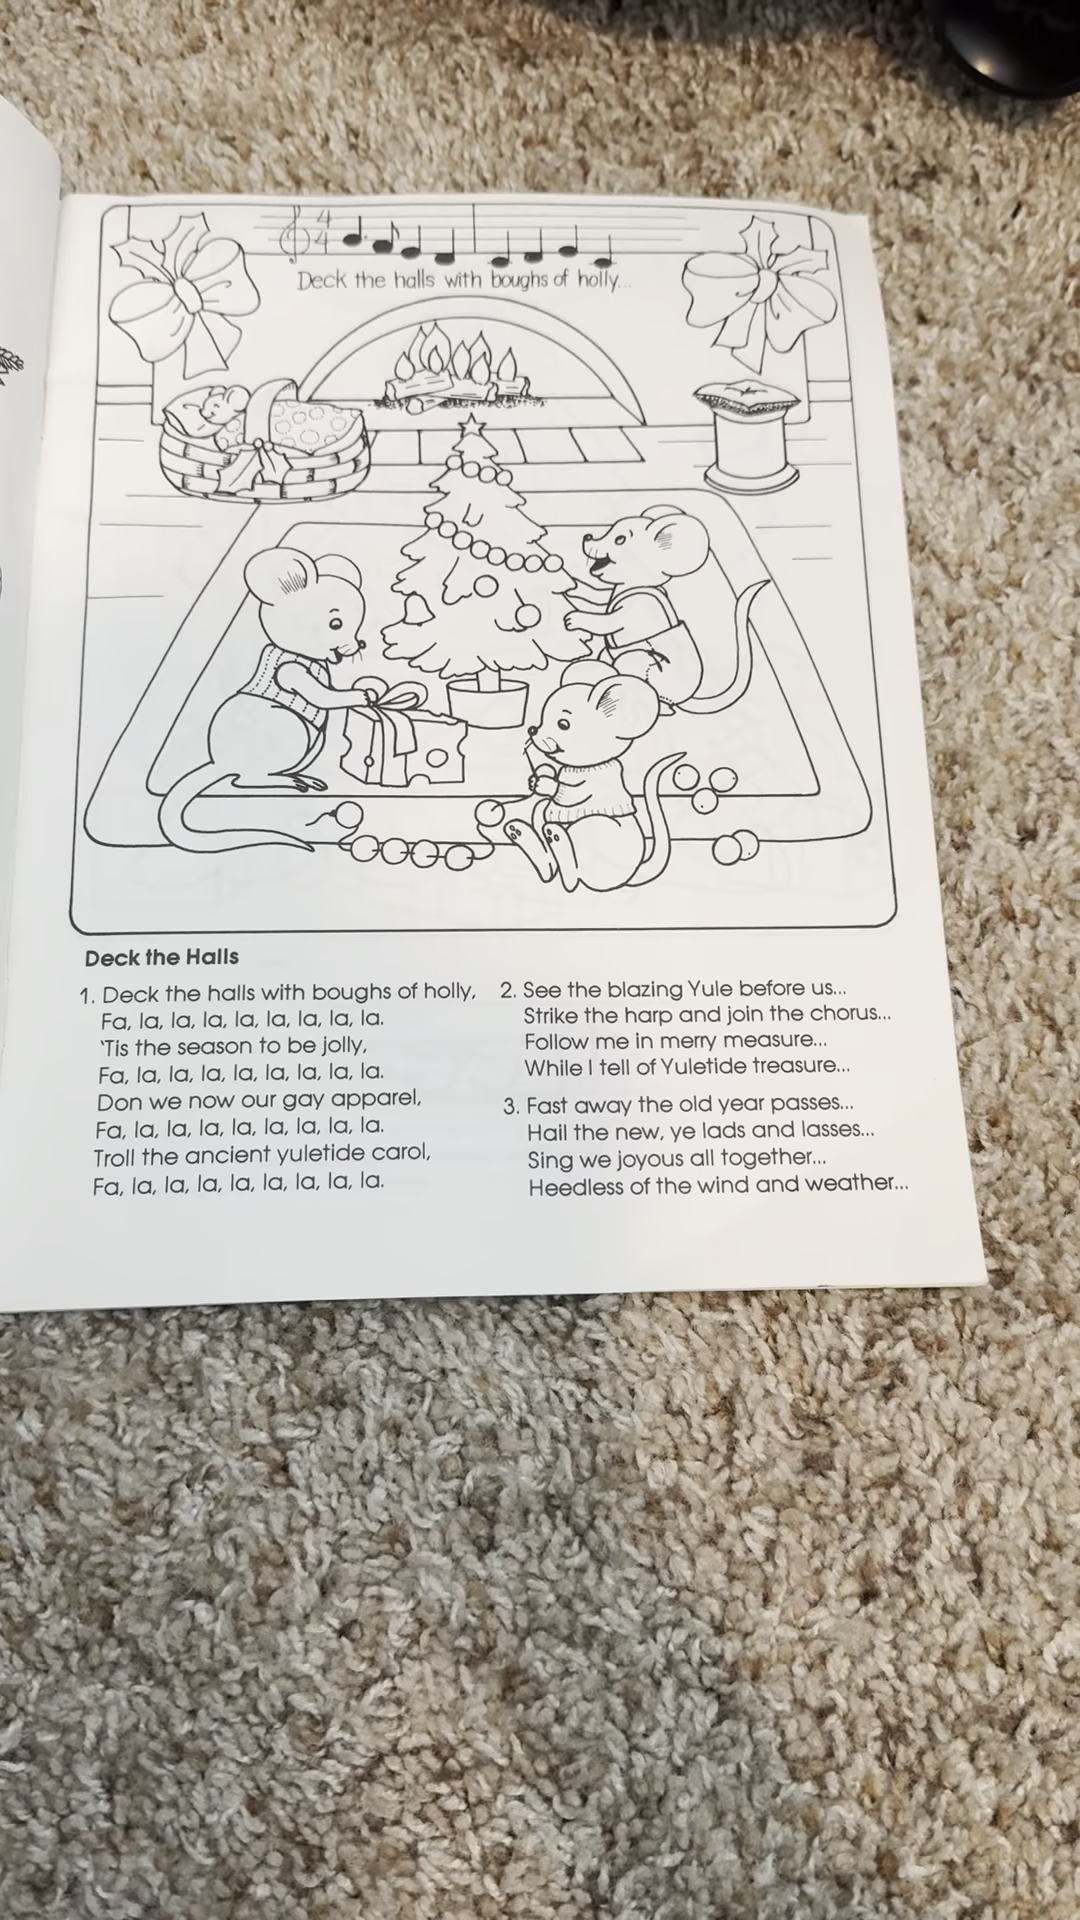 4
4
Deck the halls with boughs of holly...
Deck the Halls
1. Deck the halls with boughs of holly,
Fa, la, la, la, la, la, la, la, la.
'Tis the season to be jolly,
Fa, la, la, la, la, la, la, la, la.
Don we now our gay apparel,
Fa, la, la, la, la, la, la, la, la.
Troll the ancient yuletide carol,
Fa, la, la, la, la, la, la, la, la.
2. See the blazing Yule before us...
Strike the harp and join the chorus...
Follow me in merry measure...
While I tell of Yuletide treasure...
3. Fast away the old year passes...
Hail the new, ye lads and lasses...
Sing we joyous all together...
Heedless of the wind and weather...